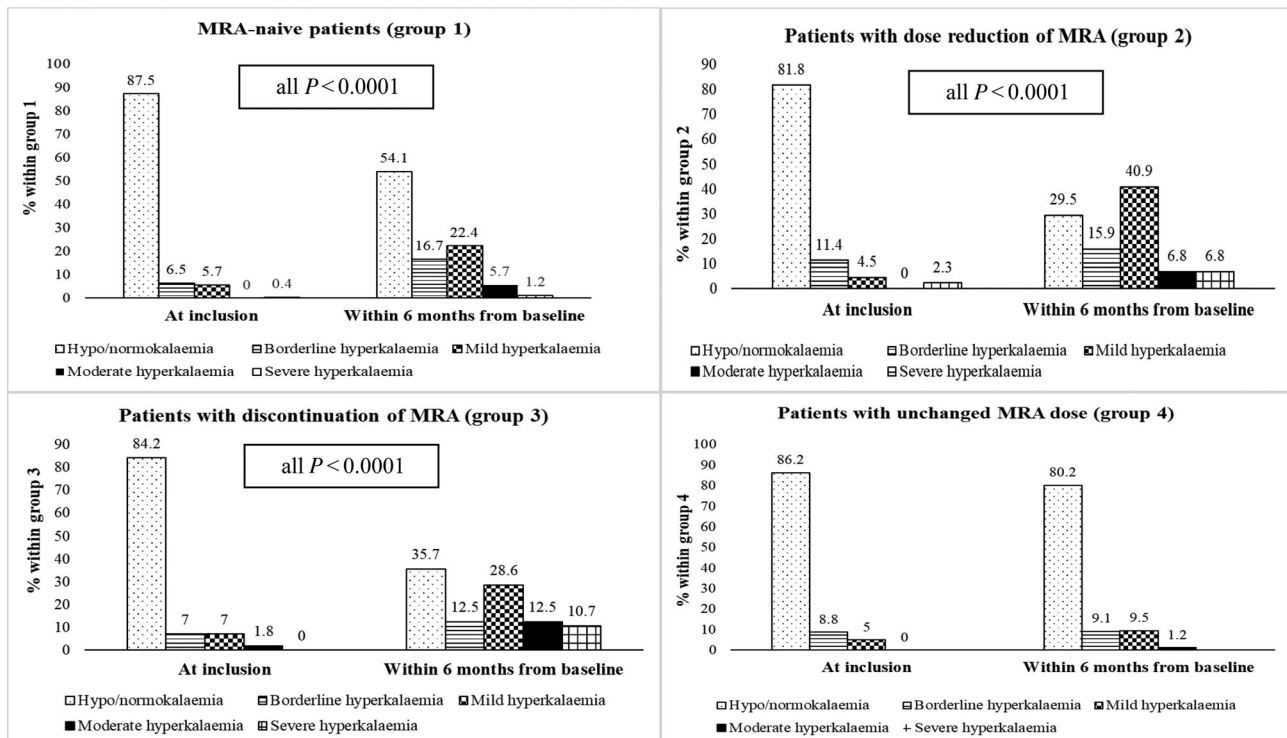 MRA-naive patients (group 1)
all P < 0.0001
% within group 1
100
90
80
70
60
50
40
30
20
10
0
87.5
6.5
5.7
0
0.4
54.1
16.7
22.4
5.7
1.2
At inclusion
Within 6 months from baseline
Hypo/normokalaemia
Borderline hyperkalaemia
Mild hyperkalaemia
Moderate hyperkalaemia
Severe hyperkalaemia
Patients with dose reduction of MRA (group 2)
all P < 0.0001
% within group 2
90
80
70
60
50
40
30
20
10
0
81.8
11.4
4.5
0
2.3
29.5
15.9
40.9
6.8
6.8
At inclusion
Within 6 months from baseline
Hypo/normokalaemia
Borderline hyperkalaemia
Mild hyperkalaemia
Moderate hyperkalaemia
Severe hyperkalaemia
Patients with discontinuation of MRA (group 3)
all P < 0.0001
% within group 3
90
80
70
60
50
40
30
20
10
0
84.2
7
7
1.8
0
35.7
12.5
28.6
12.5
10.7
At inclusion
Within 6 months from baseline
Hypo/normokalaemia
Borderline hyperkalaemia
Mild hyperkalaemia
Moderate hyperkalaemia
Severe hyperkalaemia
Patients with unchanged MRA dose (group 4)
% within group 4
100
90
80
70
60
50
40
30
20
10
0
86.2
8.8
5
0
80.2
9.1
9.5
1.2
At inclusion
Within 6 months from baseline
Hypo/normokalaemia
Borderline hyperkalaemia
Mild hyperkalaemia
Moderate hyperkalaemia
Severe hyperkalaemia